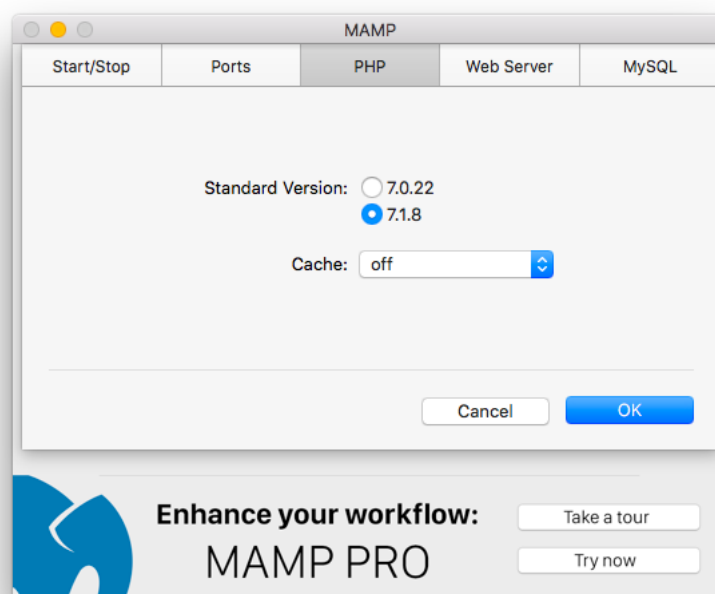 MAMP
Start/Stop Ports PHP Web Server MySQL
Standard Version: 7.0.22
7.1.8
Cache: off
Cancel OK
Enhance your workflow:
MAMP PRO
Take a tour
Try now